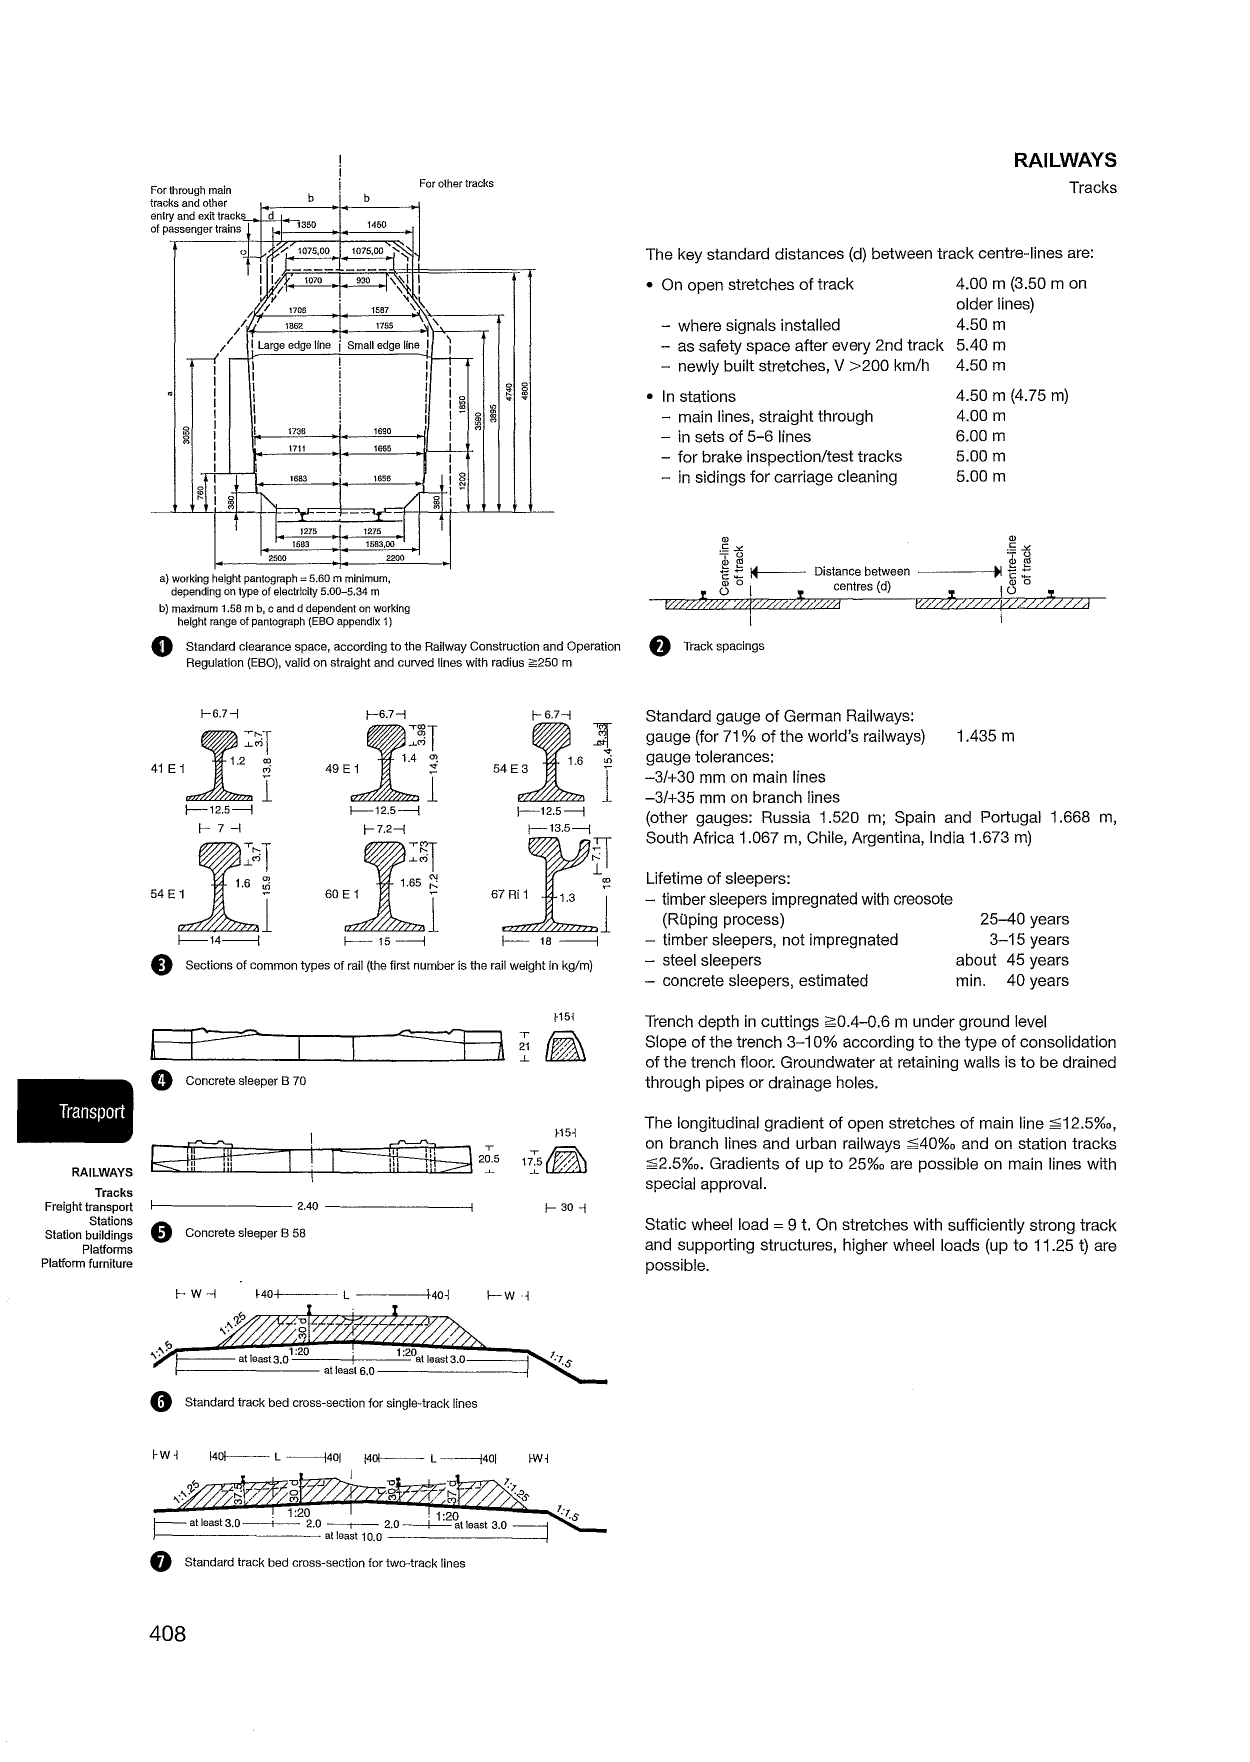 RAILWAYS
Tracks
For through main
tracks and other
entry and exit tracks
of passenger trains
For other tracks
b b
d
1350 1450
c
1075,00 1075,00
1070 930
1706 1587
1862 1755
Large edge line Small edge line
a
3050
760
380
1736 1690
1711 1665
1683 1656
380
1200
1850
3590
3895
4740
4800
1275 1275
1583 1583,00
2500 2200
a) working height pantograph = 5.60 m minimum,
depending on type of electricity 5.00–5.34 m
b) maximum 1.58 m b, c and d dependent on working
height range of pantograph (EBO appendix 1)
1 Standard clearance space, according to the Railway Construction and Operation
Regulation (EBO), valid on straight and curved lines with radius ≧250 m
The key standard distances (d) between track centre-lines are:
• On open stretches of track 4.00 m (3.50 m on
older lines)
– where signals installed 4.50 m
– as safety space after every 2nd track 5.40 m
– newly built stretches, V >200 km/h 4.50 m
• In stations 4.50 m (4.75 m)
– main lines, straight through 4.00 m
– in sets of 5–6 lines 6.00 m
– for brake inspection/test tracks 5.00 m
– in sidings for carriage cleaning 5.00 m
Centre-line
of track
Distance between
centres (d)
Centre-line
of track
2 Track spacings
6.7 6.7 6.7
41 E 1 1.2 3.7 13.8
49 E 1 1.4 3.98 14.9
54 E 3 1.6 4.33 15.4
12.5 12.5 12.5
7 7.2 13.5
54 E 1 1.6 3.7 15.9
60 E 1 1.65 3.73 17.2
67 Ri 1 1.3 7.1 18
14 15 18
3 Sections of common types of rail (the first number is the rail weight in kg/m)
Standard gauge of German Railways:
gauge (for 71% of the world's railways) 1.435 m
gauge tolerances:
–3/+30 mm on main lines
–3/+35 mm on branch lines
(other gauges: Russia 1.520 m; Spain and Portugal 1.668 m,
South Africa 1.067 m, Chile, Argentina, India 1.673 m)
Lifetime of sleepers:
– timber sleepers impregnated with creosote
(Rüping process) 25–40 years
– timber sleepers, not impregnated 3–15 years
– steel sleepers about 45 years
– concrete sleepers, estimated min. 40 years
Trench depth in cuttings ≧0.4–0.6 m under ground level
Slope of the trench 3–10% according to the type of consolidation
of the trench floor. Groundwater at retaining walls is to be drained
through pipes or drainage holes.
The longitudinal gradient of open stretches of main line ≦12.5‰,
on branch lines and urban railways ≦40‰ and on station tracks
≦2.5‰. Gradients of up to 25‰ are possible on main lines with
special approval.
Static wheel load = 9 t. On stretches with sufficiently strong track
and supporting structures, higher wheel loads (up to 11.25 t) are
possible.
15
21
4 Concrete sleeper B 70
15
20.5 17.5
2.40 30
5 Concrete sleeper B 58
Transport
RAILWAYS
Tracks
Freight transport
Stations
Station buildings
Platforms
Platform furniture
W 40 L 40 W
1:1.25
30 d
1:1.5 1:20 1:20 1:1.5
at least 3.0 at least 3.0
at least 6.0
6 Standard track bed cross-section for single-track lines
W 40 L 40 40 L 40 W
1:1.25 37.5 30 d 30 d 37 d 1:1.25
1:20 1:20 1:1.5
at least 3.0 2.0 2.0 at least 3.0
at least 10.0
7 Standard track bed cross-section for two-track lines
408